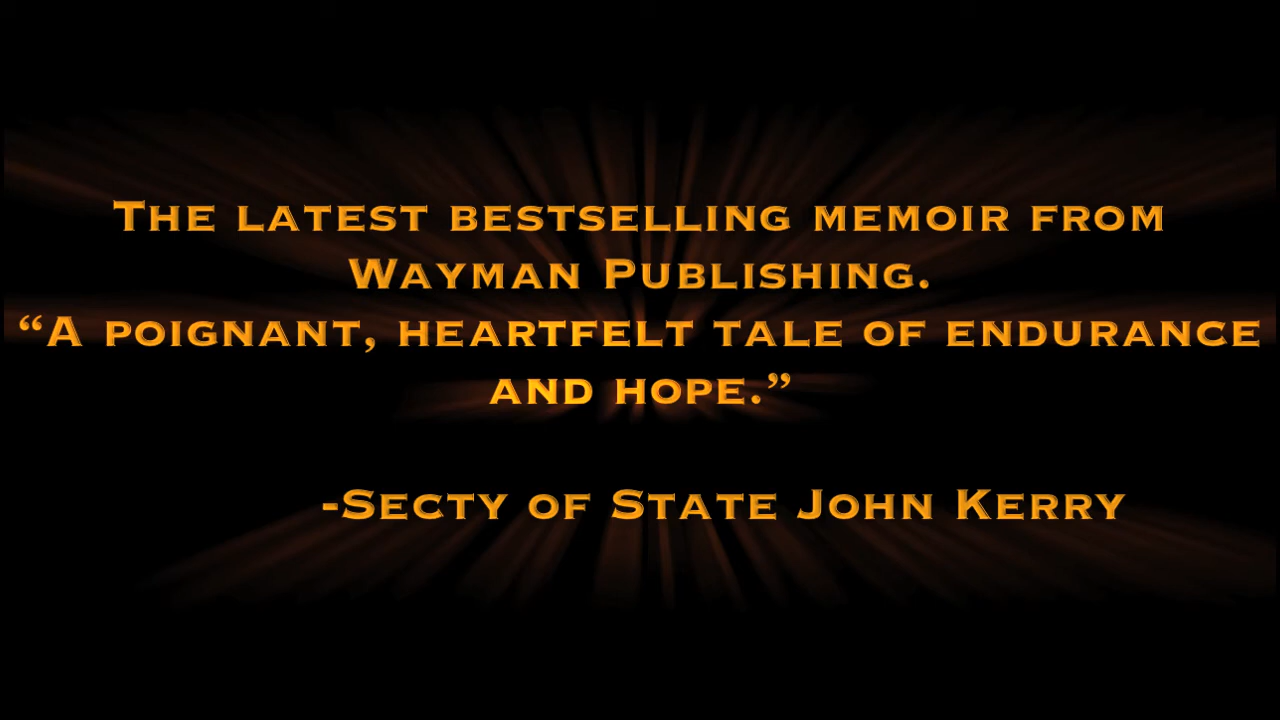 The latest bestselling memoir from
Wayman Publishing.
“A poignant, heartfelt tale of endurance
and hope.”
-Secty of State John Kerry